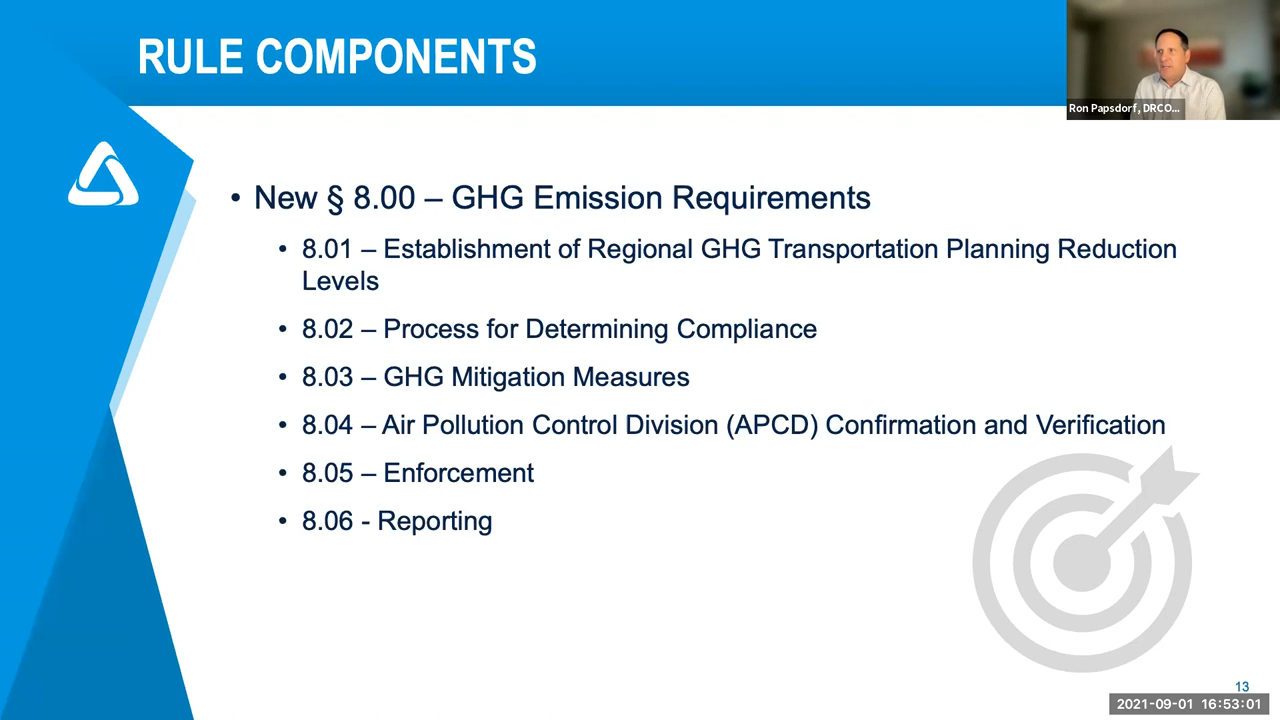 RULE COMPONENTS
Ron Papsdorf, DRCO...
• New § 8.00 – GHG Emission Requirements
• 8.01 – Establishment of Regional GHG Transportation Planning Reduction
Levels
• 8.02 – Process for Determining Compliance
• 8.03 – GHG Mitigation Measures
• 8.04 – Air Pollution Control Division (APCD) Confirmation and Verification
• 8.05 – Enforcement
• 8.06 - Reporting
13
2021-09-01 16:53:01